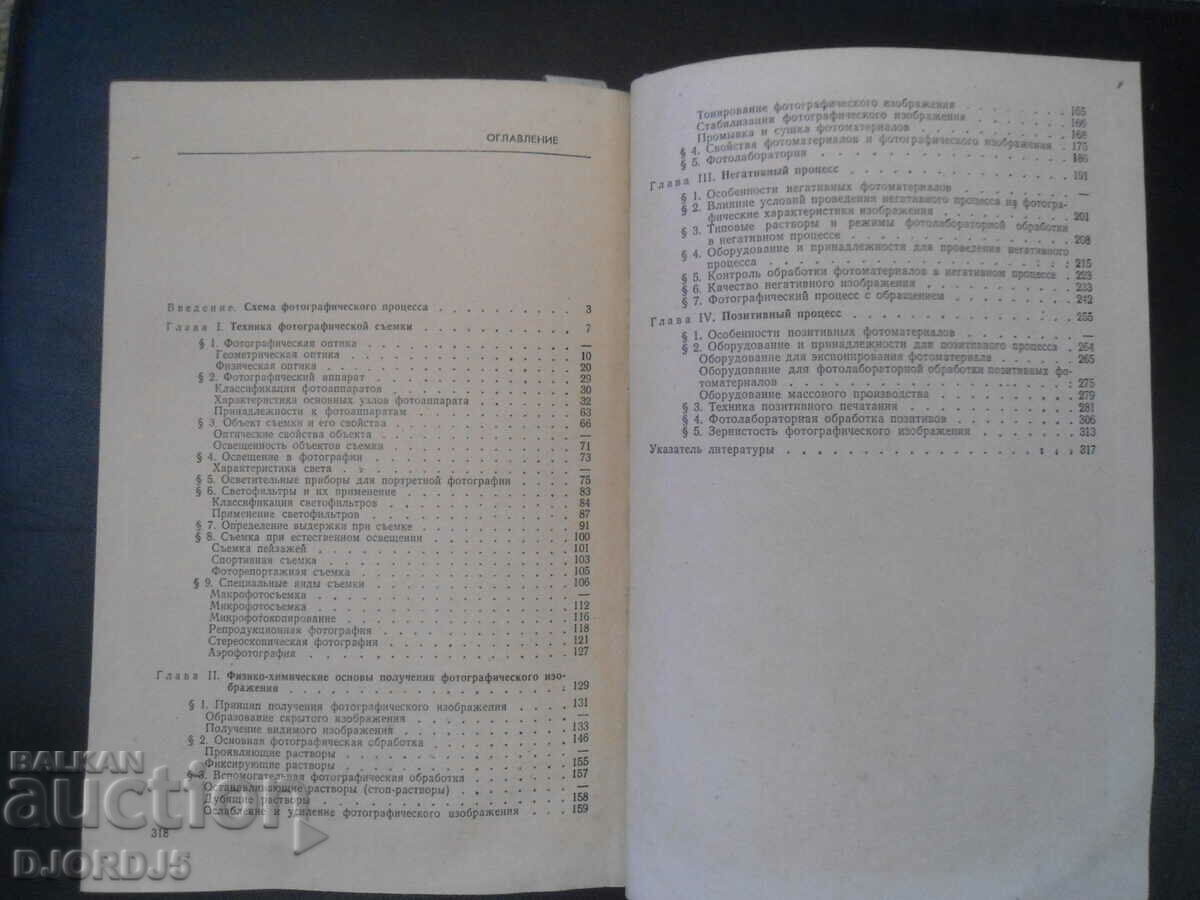 ОГЛАВЛЕНИЕ
Введение. Схема фотографического процесса . . . 3
Глава I. Техника фотографической съемки . . . 7
§ 1. Фотографическая оптика . . . —
Геометрическая оптика . . . 10
Физическая оптика . . . 20
§ 2. Фотографический аппарат . . . 29
Классификация фотоаппаратов . . . 30
Характеристика основных узлов фотоаппарата . . . 32
Принадлежности к фотоаппаратам . . . 63
§ 3. Объект съемки и его свойства . . . 66
Оптические свойства объекта . . . —
Освещенность объектов съемки . . . 71
§ 4. Освещение в фотографии . . . 73
Характеристика света . . . —
§ 5. Осветительные приборы для портретной фотографии . . . 75
§ 6. Светофильтры и их применение . . . 83
Классификация светофильтров . . . 84
Применение светофильтров . . . 87
§ 7. Определение выдержки при съемке . . . 91
§ 8. Съемка при естественном освещении . . . 100
Съемка пейзажей . . . 101
Спортивная съемка . . . 103
Фоторепортажная съемка . . . 105
§ 9. Специальные виды съемки . . . 106
Макрофотосъемка . . . —
Микрофотосъемка . . . 112
Микрофотокопирование . . . 116
Репродукционная фотография . . . 118
Стереоскопическая фотография . . . 121
Аэрофотография . . . 127
Глава II. Физико-химические основы получения фотографического изо-
бражения . . . 129
§ 1. Принцип получения фотографического изображения . . . 131
Образование скрытого изображения . . . —
Получение видимого изображения . . . 133
§ 2. Основная фотографическая обработка . . . 146
Проявляющие растворы . . . —
Фиксирующие растворы . . . 155
§ 3. Вспомогательная фотографическая обработка . . . 157
Останавливающие растворы (стоп-растворы) . . . —
Дубящие растворы . . . 158
Ослабление и усиление фотографического изображения . . . 159
318
Тонирование фотографического изображения . . . 165
Стабилизация фотографического изображения . . . 166
Промывка и сушка фотоматериалов . . . 168
§ 4. Свойства фотоматериалов и фотографического изображения . . . 175
§ 5. Фотолаборатория . . . 186
Глава III. Негативный процесс . . . 191
§ 1. Особенности негативных фотоматериалов . . . —
§ 2. Влияние условий проведения негативного процесса на фотогра-
фические характеристики изображения . . . 201
§ 3. Типовые растворы и режимы фотолабораторной обработки
в негативном процессе . . . 208
§ 4. Оборудование и принадлежности для проведения негативного
процесса . . . 215
§ 5. Контроль обработки фотоматериалов в негативном процессе . 223
§ 6. Качество негативного изображения . . . 233
§ 7. Фотографический процесс с обращением . . . 242
Глава IV. Позитивный процесс . . . 255
§ 1. Особенности позитивных фотоматериалов . . . —
§ 2. Оборудование и принадлежности для позитивного процесса . 264
Оборудование для экспонирования фотоматериала . . . 265
Оборудование для фотолабораторной обработки позитивных фо-
томатериалов . . . 275
Оборудование массового производства . . . 279
§ 3. Техника позитивного печатания . . . 281
§ 4. Фотолабораторная обработка позитивов . . . 306
§ 5. Зернистость фотографического изображения . . . 313
Указатель литературы . . . 317
BALKAN
auction
DJORDJ5